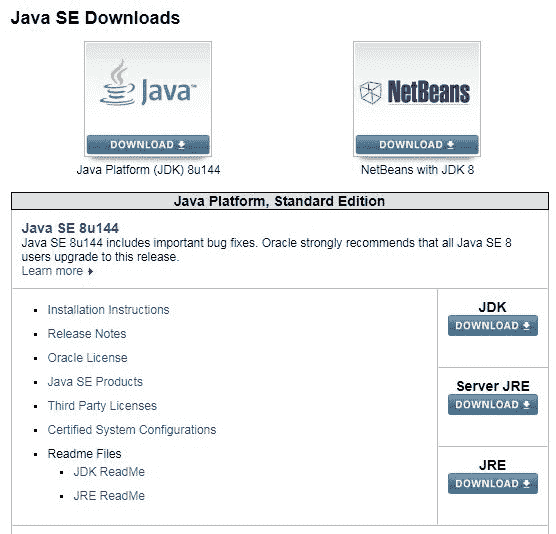 Java SE Downloads
Java™
NetBeans
DOWNLOAD
DOWNLOAD
Java Platform (JDK) 8u144
NetBeans with JDK 8
Java Platform, Standard Edition
Java SE 8u144
Java SE 8u144 includes important bug fixes. Oracle strongly recommends that all Java SE 8
users upgrade to this release.
Learn more
Installation Instructions
Release Notes
Oracle License
Java SE Products
Third Party Licenses
Certified System Configurations
Readme Files
JDK ReadMe
JRE ReadMe
JDK
DOWNLOAD
Server JRE
DOWNLOAD
JRE
DOWNLOAD